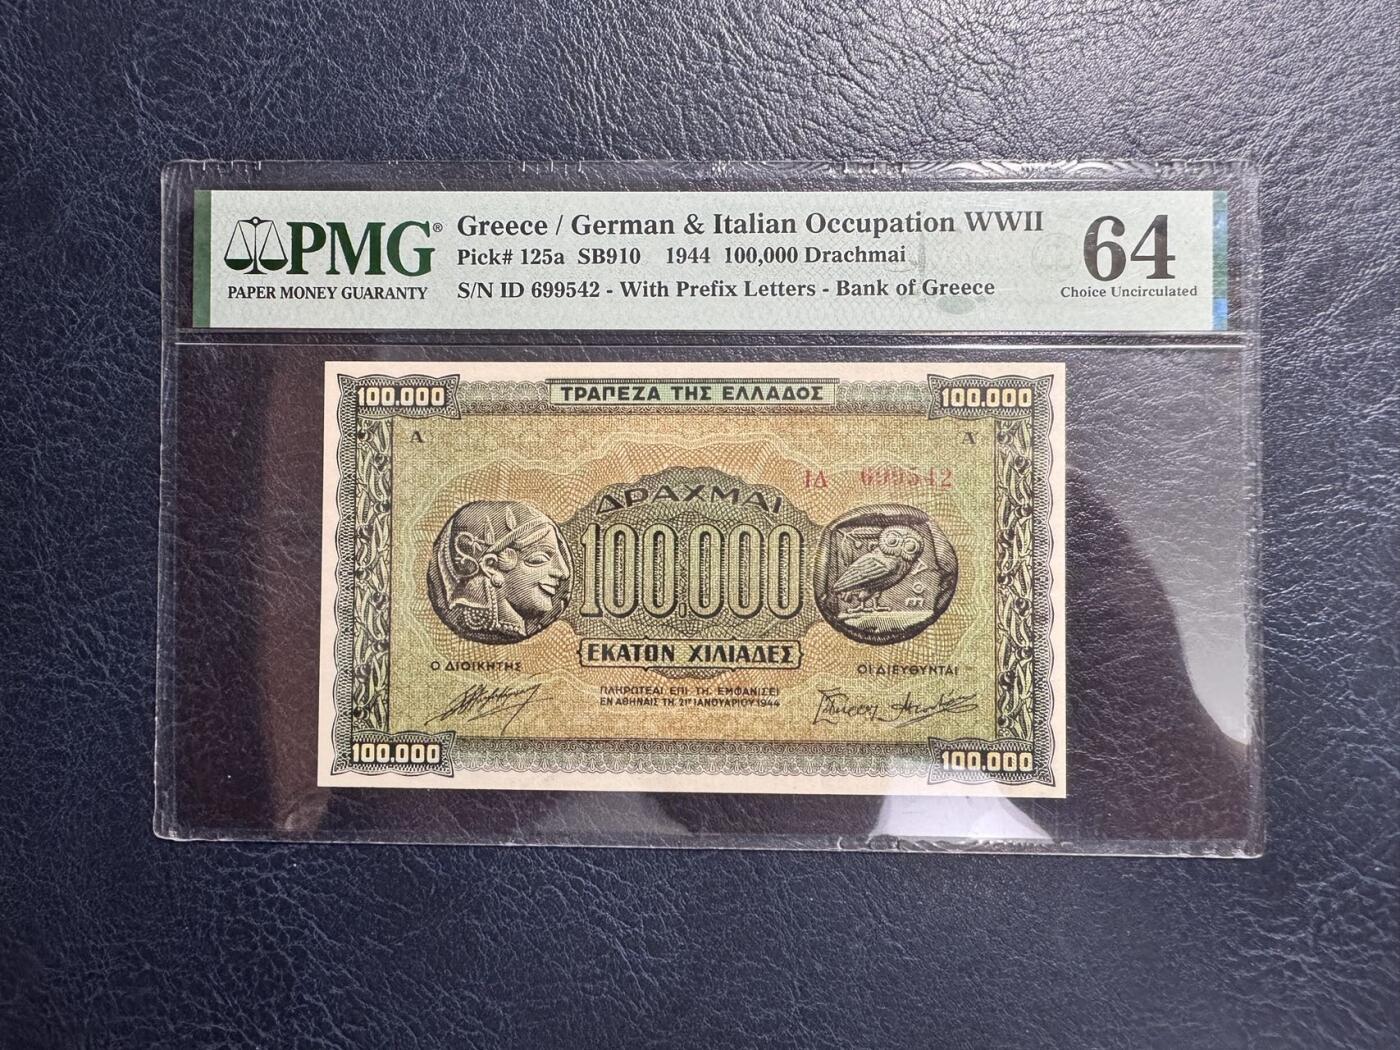 PMG®
PAPER MONEY GUARANTY
Greece / German & Italian Occupation WWII
Pick# 125a SB910 1944 100,000 Drachmai
S/N ID 699542 - With Prefix Letters - Bank of Greece
64
Choice Uncirculated
100.000 ΤΡΑΠΕΖΑ ΤΗΣ ΕΛΛΑΔΟΣ 100.000
Α Α
ΙΔ 699542
ΔΡΑΧΜΑΙ
100.000
ΕΚΑΤΟΝ ΧΙΛΙΑΔΕΣ
Ο ΔΙΟΙΚΗΤΗΣ
ΟΙ ΔΙΕΥΘΥΝΤΑΙ
ΠΛΗΡΩΤΕΑΙ ΕΠΙ ΤΗ ΕΜΦΑΝΙΣΕΙ
ΕΝ ΑΘΗΝΑΙΣ ΤΗ 21ῌ ΙΑΝΟΥΑΡΙΟΥ 1944
100.000 100.000